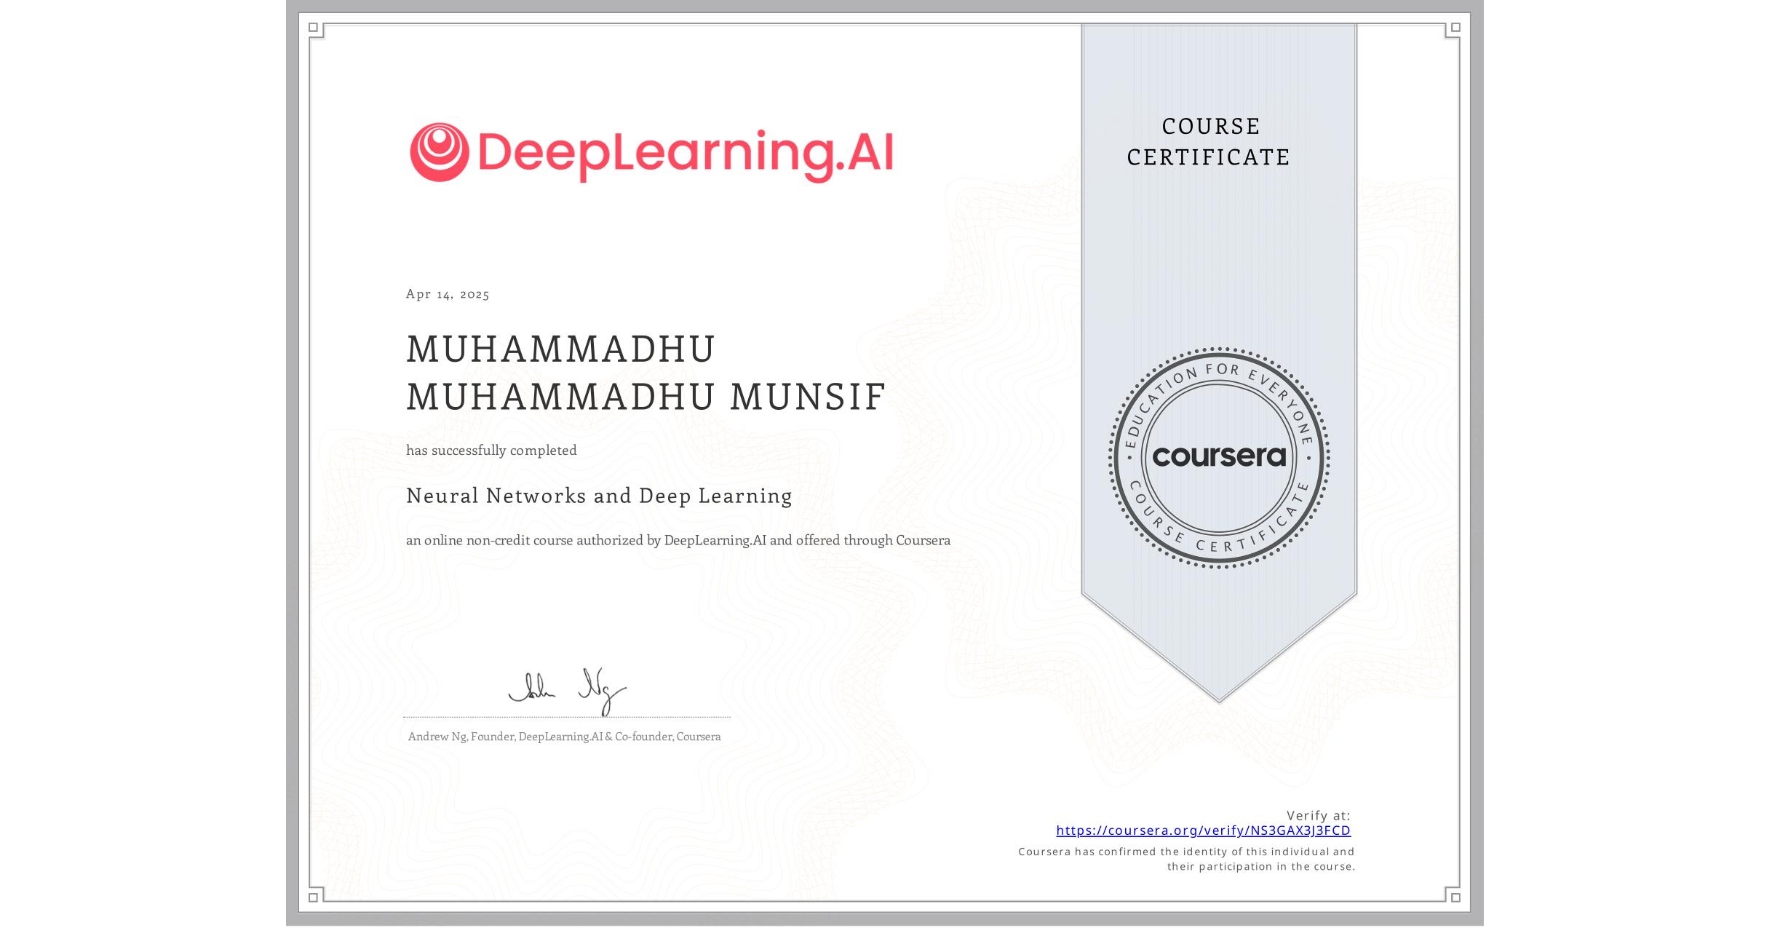 DeepLearning.AI
COURSE
CERTIFICATE
Apr 14, 2025
MUHAMMADHU
MUHAMMADHU MUNSIF
has successfully completed
Neural Networks and Deep Learning
an online non-credit course authorized by DeepLearning.AI and offered through Coursera
EDUCATION FOR EVERYONE
coursera
COURSE CERTIFICATE
Andrew Ng, Founder, DeepLearning.AI & Co-founder, Coursera
Verify at:
https://coursera.org/verify/NS3GAX3J3FCD
Coursera has confirmed the identity of this individual and
their participation in the course.